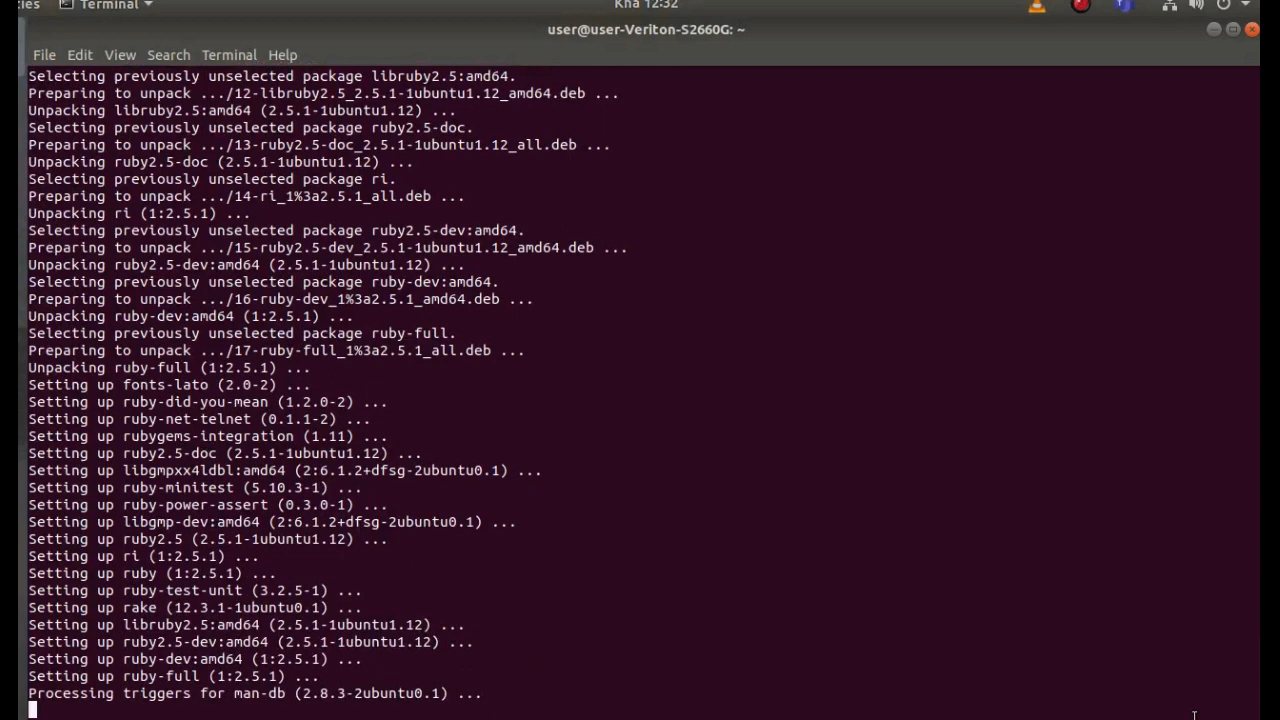 ies Terminal Kha 12:32
user@user-Veriton-S2660G: ~
File Edit View Search Terminal Help
Selecting previously unselected package libruby2.5:amd64.
Preparing to unpack .../12-libruby2.5_2.5.1-1ubuntu1.12_amd64.deb ...
Unpacking libruby2.5:amd64 (2.5.1-1ubuntu1.12) ...
Selecting previously unselected package ruby2.5-doc.
Preparing to unpack .../13-ruby2.5-doc_2.5.1-1ubuntu1.12_all.deb ...
Unpacking ruby2.5-doc (2.5.1-1ubuntu1.12) ...
Selecting previously unselected package ri.
Preparing to unpack .../14-ri_1%3a2.5.1_all.deb ...
Unpacking ri (1:2.5.1) ...
Selecting previously unselected package ruby2.5-dev:amd64.
Preparing to unpack .../15-ruby2.5-dev_2.5.1-1ubuntu1.12_amd64.deb ...
Unpacking ruby2.5-dev:amd64 (2.5.1-1ubuntu1.12) ...
Selecting previously unselected package ruby-dev:amd64.
Preparing to unpack .../16-ruby-dev_1%3a2.5.1_amd64.deb ...
Unpacking ruby-dev:amd64 (1:2.5.1) ...
Selecting previously unselected package ruby-full.
Preparing to unpack .../17-ruby-full_1%3a2.5.1_all.deb ...
Unpacking ruby-full (1:2.5.1) ...
Setting up fonts-lato (2.0-2) ...
Setting up ruby-did-you-mean (1.2.0-2) ...
Setting up ruby-net-telnet (0.1.1-2) ...
Setting up rubygems-integration (1.11) ...
Setting up ruby2.5-doc (2.5.1-1ubuntu1.12) ...
Setting up libgmpxx4ldbl:amd64 (2:6.1.2+dfsg-2ubuntu0.1) ...
Setting up ruby-minitest (5.10.3-1) ...
Setting up ruby-power-assert (0.3.0-1) ...
Setting up libgmp-dev:amd64 (2:6.1.2+dfsg-2ubuntu0.1) ...
Setting up ruby2.5 (2.5.1-1ubuntu1.12) ...
Setting up ri (1:2.5.1) ...
Setting up ruby (1:2.5.1) ...
Setting up ruby-test-unit (3.2.5-1) ...
Setting up rake (12.3.1-1ubuntu0.1) ...
Setting up libruby2.5:amd64 (2.5.1-1ubuntu1.12) ...
Setting up ruby2.5-dev:amd64 (2.5.1-1ubuntu1.12) ...
Setting up ruby-dev:amd64 (1:2.5.1) ...
Setting up ruby-full (1:2.5.1) ...
Processing triggers for man-db (2.8.3-2ubuntu0.1) ...